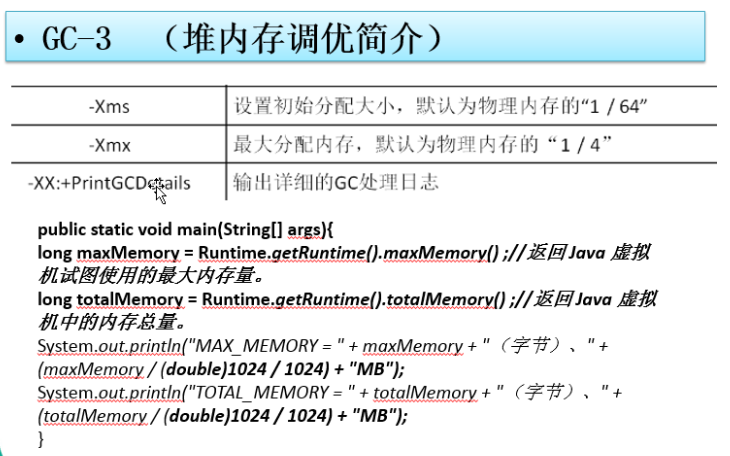 • GC-3 （堆内存调优简介）
-Xms 设置初始分配大小，默认为物理内存的“1 / 64”
-Xmx 最大分配内存，默认为物理内存的 “1 / 4”
-XX:+PrintGCDetails 输出详细的GC处理日志
public static void main(String[] args){
long maxMemory = Runtime.getRuntime().maxMemory() ;//返回 Java 虚拟
机试图使用的最大内存量。
long totalMemory = Runtime.getRuntime().totalMemory() ;//返回 Java 虚拟
机中的内存总量。
System.out.println("MAX_MEMORY = " + maxMemory + "（字节）、" +
(maxMemory / (double)1024 / 1024) + "MB");
System.out.println("TOTAL_MEMORY = " + totalMemory + "（字节）、" +
(totalMemory / (double)1024 / 1024) + "MB");
}